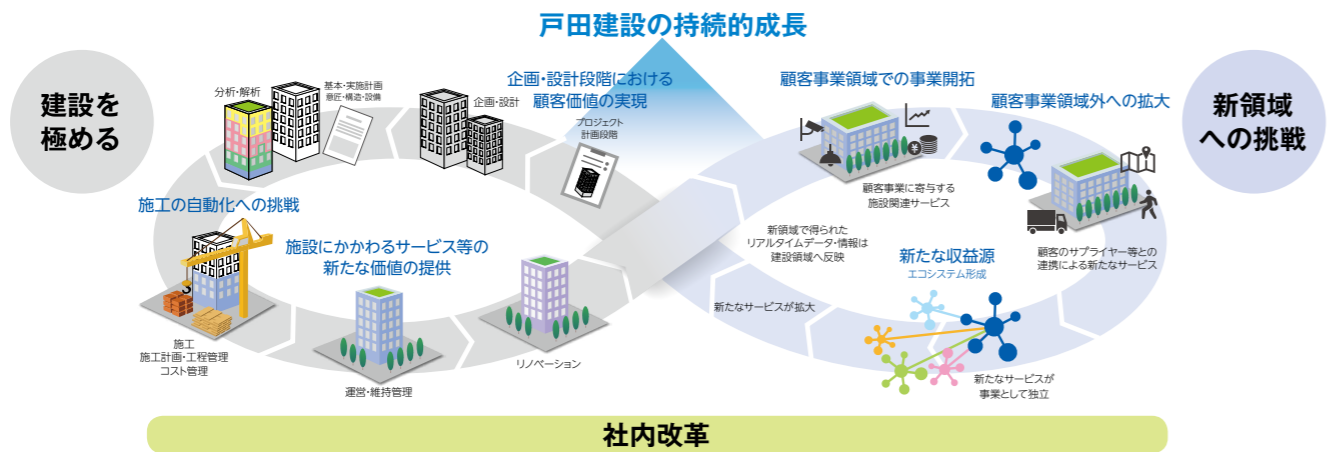 戸田建設の持続的成長
建設を
極める
分析・解析
基本・実施計画
意匠・構造・設備
企画・設計
企画・設計段階における
顧客価値の実現
プロジェクト
計画段階
施工の自動化への挑戦
施工
施工計画・工程管理
コスト管理
施設にかかわるサービス等の
新たな価値の提供
運営・維持管理
リノベーション
顧客事業領域での事業開拓
¥
顧客事業に寄与する
施設関連サービス
顧客事業領域外への拡大
顧客のサプライヤー等との
連携による新たなサービス
新領域
への挑戦
新領域で得られた
リアルタイムデータ・情報は
建設領域へ反映
新たな収益源
エコシステム形成
新たなサービスが拡大
新たなサービスが
事業として独立
社内改革